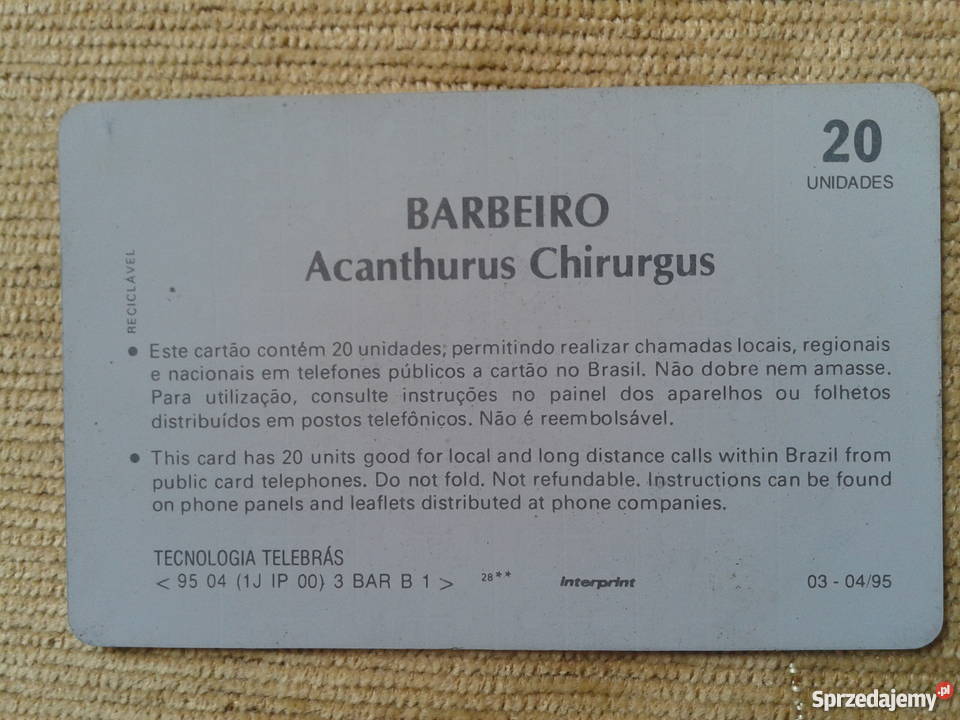 20
UNIDADES
BARBEIRO
Acanthurus Chirurgus
RECICLÁVEL
● Este cartão contém 20 unidades, permitindo realizar chamadas locais, regionais
e nacionais em telefones públicos a cartão no Brasil. Não dobre nem amasse.
Para utilização, consulte instruções no painel dos aparelhos ou folhetos
distribuídos em postos telefônicos. Não é reembolsável.
● This card has 20 units good for local and long distance calls within Brazil from
public card telephones. Do not fold. Not refundable. Instructions can be found
on phone panels and leaflets distributed at phone companies.
TECNOLOGIA TELEBRÁS
< 95 04 (1J IP 00) 3 BAR B 1 > 28** Interprint 03 - 04/95
Sprzedajemy.pl